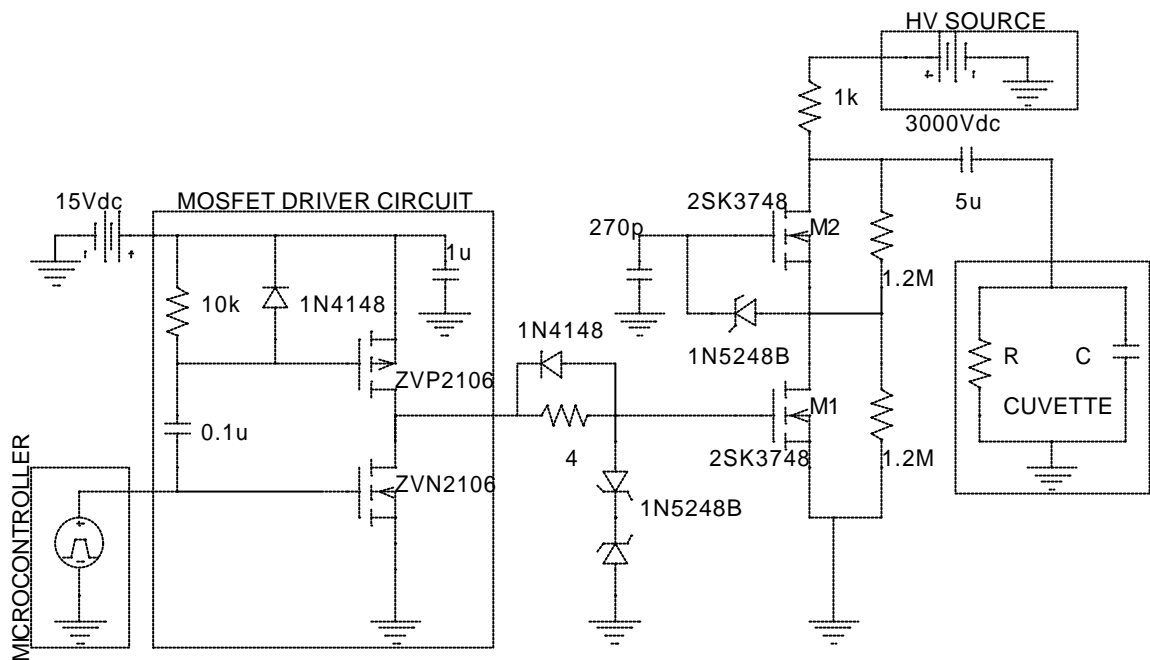 HV SOURCE
1k
3000Vdc
15Vdc
MOSFET DRIVER CIRCUIT
2SK3748
5u
270p
M2
1u
1.2M
10k
1N4148
1N4148
1N5248B
R
C
ZVP2106
M1
CUVETTE
0.1u
4
2SK3748
1.2M
ZVN2106
1N5248B
MICROCONTROLLER